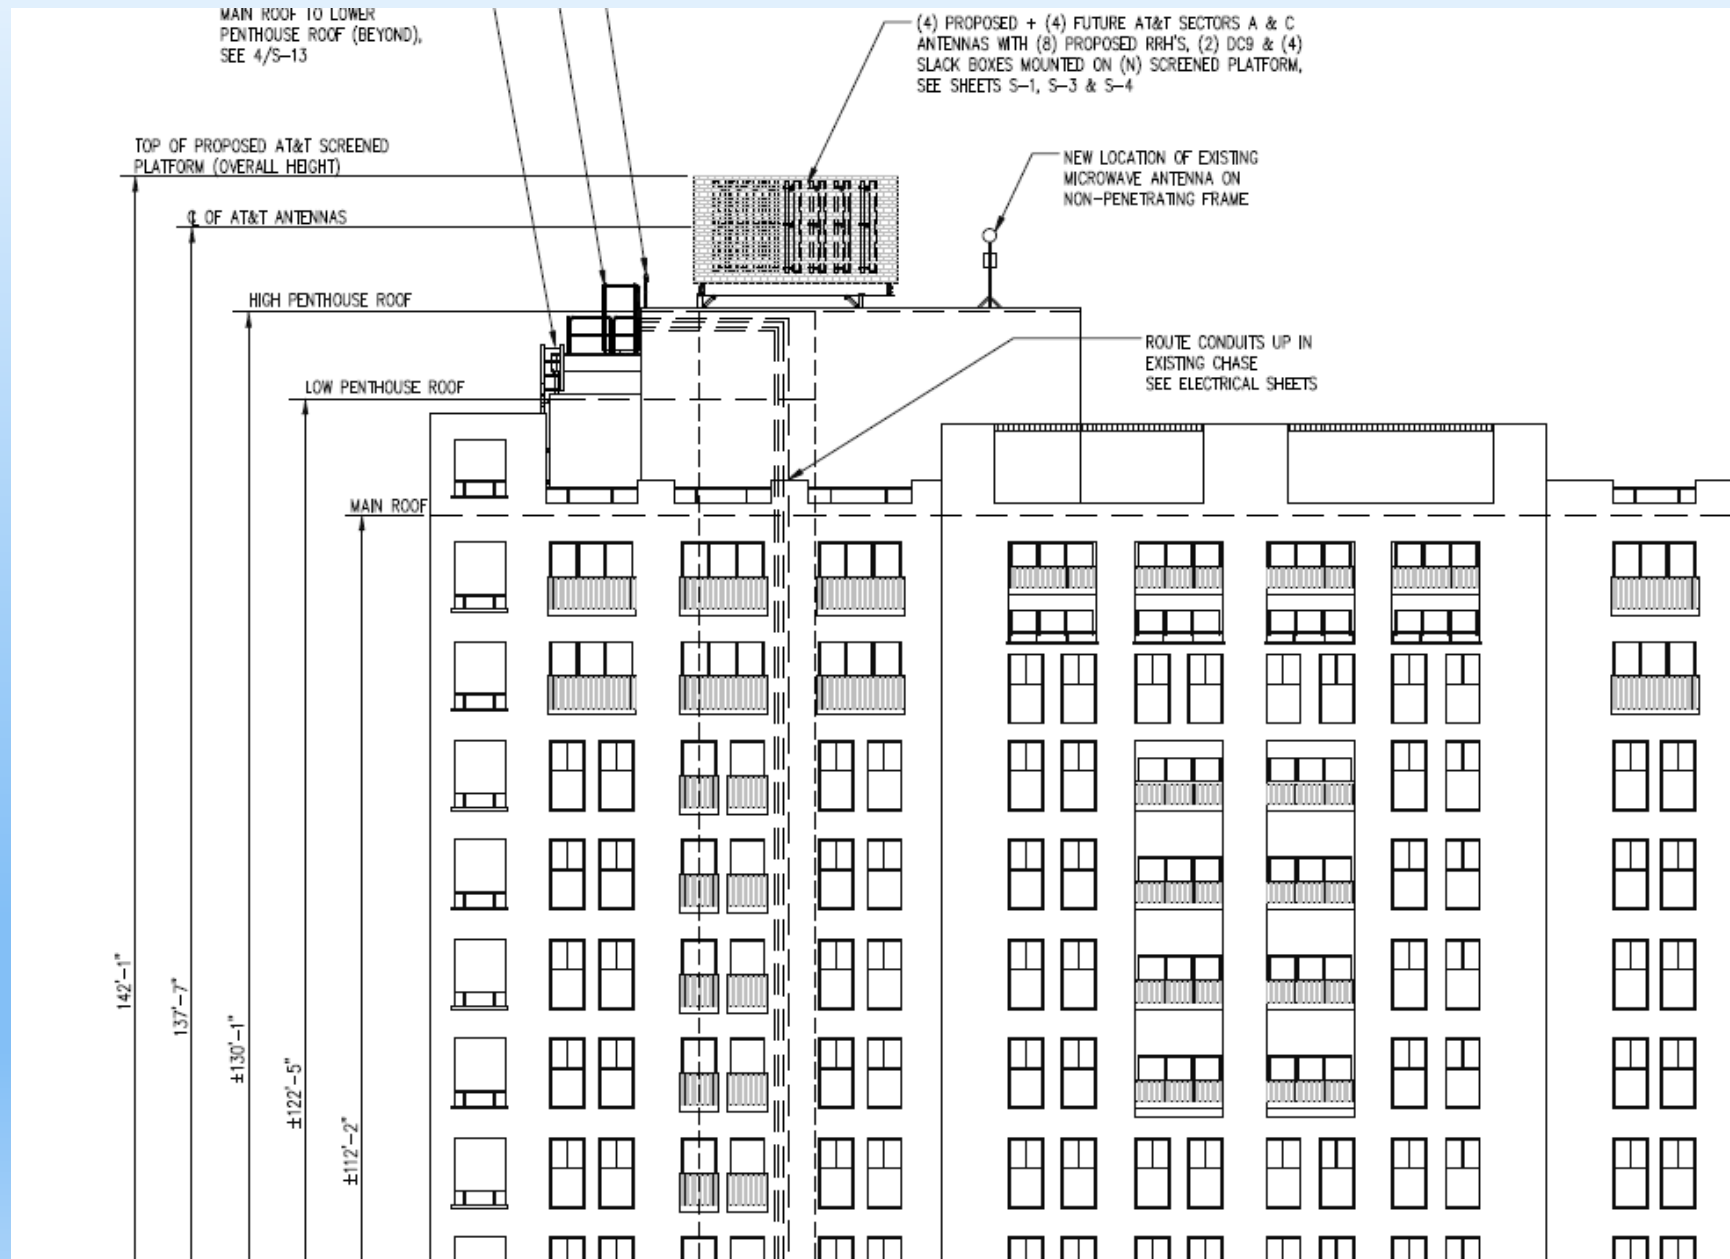 MAIN ROOF TO LOWER
PENTHOUSE ROOF (BEYOND),
SEE 4/S-13
(4) PROPOSED + (4) FUTURE AT&T SECTORS A & C
ANTENNAS WITH (8) PROPOSED RRH'S, (2) DC9 & (4)
SLACK BOXES MOUNTED ON (N) SCREENED PLATFORM,
SEE SHEETS S-1, S-3 & S-4
TOP OF PROPOSED AT&T SCREENED
PLATFORM (OVERALL HEIGHT)
NEW LOCATION OF EXISTING
MICROWAVE ANTENNA ON
NON-PENETRATING FRAME
℄ OF AT&T ANTENNAS
HIGH PENTHOUSE ROOF
ROUTE CONDUITS UP IN
EXISTING CHASE
SEE ELECTRICAL SHEETS
LOW PENTHOUSE ROOF
MAIN ROOF
142'-1"
137'-7"
±130'-1"
±122'-5"
±112'-2"